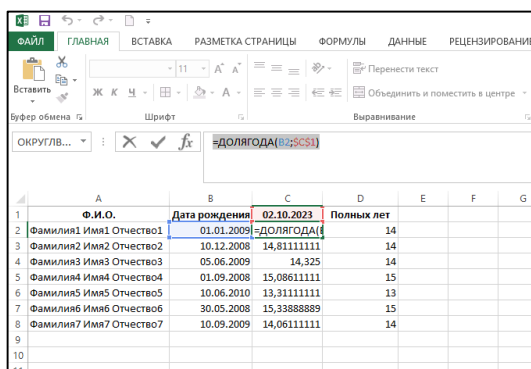 ФАЙЛ ГЛАВНАЯ ВСТАВКА РАЗМЕТКА СТРАНИЦЫ ФОРМУЛЫ ДАННЫЕ РЕЦЕНЗИРОВАНИЕ
11 A A
Перенести текст
Вставить
Ж К Ч A
Объединить и поместить в центре
Буфер обмена Шрифт Выравнивание
ОКРУГЛВ... fx =ДОЛЯГОДА(B2;$C$1)
A B C D E F G
1 Ф.И.О. Дата рождения 02.10.2023 Полных лет
2 Фамилия1 Имя1 Отчество1 01.01.2009 =ДОЛЯГОДА( 14
3 Фамилия2 Имя2 Отчество2 10.12.2008 14,81111111 14
4 Фамилия3 Имя3 Отчество3 05.06.2009 14,325 14
5 Фамилия4 Имя4 Отчество4 01.09.2008 15,08611111 15
6 Фамилия5 Имя5 Отчество5 10.06.2010 13,31111111 13
7 Фамилия6 Имя6 Отчество6 30.05.2008 15,33888889 15
8 Фамилия7 Имя7 Отчество7 10.09.2009 14,06111111 14
9
10